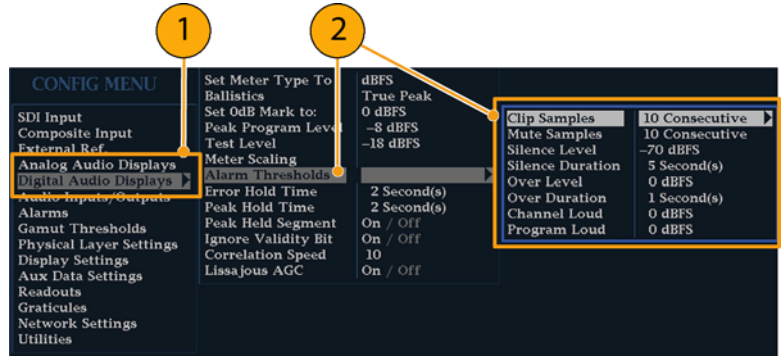 1
2
CONFIG MENU
SDI Input
Composite Input
External Ref.
Analog Audio Displays
Digital Audio Displays
Audio Inputs/Outputs
Alarms
Gamut Thresholds
Physical Layer Settings
Display Settings
Aux Data Settings
Readouts
Graticules
Network Settings
Utilities
Set Meter Type To dBFS
Ballistics True Peak
Set 0dB Mark to: 0 dBFS
Peak Program Level −8 dBFS
Test Level −18 dBFS
Meter Scaling
Alarm Thresholds
Error Hold Time 2 Second(s)
Peak Hold Time 2 Second(s)
Peak Held Segment On / Off
Ignore Validity Bit On / Off
Correlation Speed 10
Lissajous AGC On / Off
Clip Samples 10 Consecutive
Mute Samples 10 Consecutive
Silence Level −70 dBFS
Silence Duration 5 Second(s)
Over Level 0 dBFS
Over Duration 1 Second(s)
Channel Loud 0 dBFS
Program Loud 0 dBFS